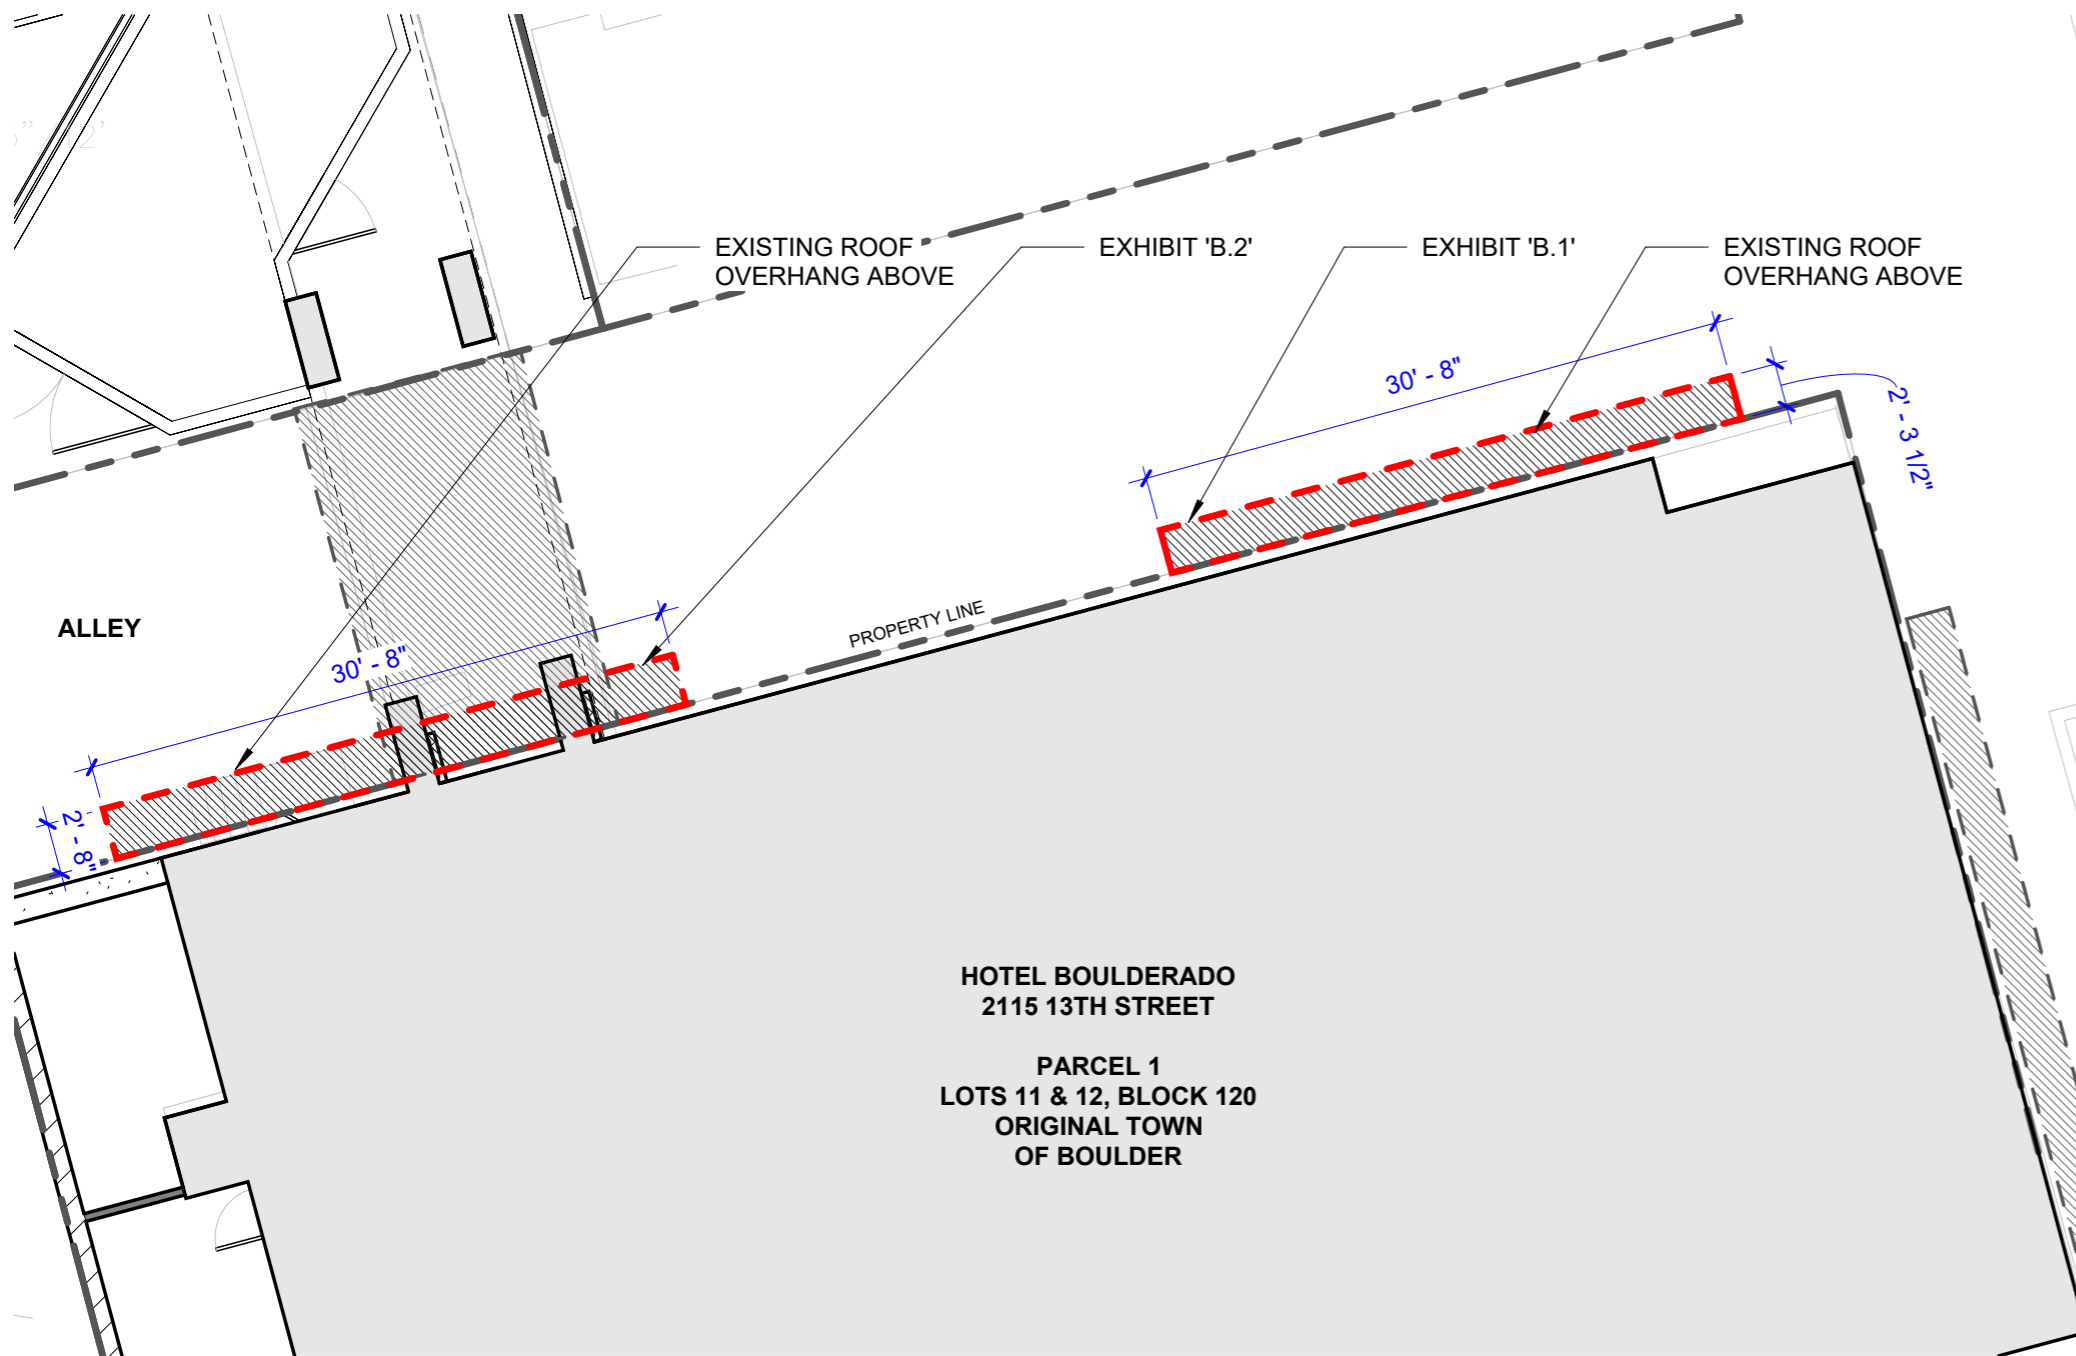 EXISTING ROOF
OVERHANG ABOVE
EXHIBIT 'B.2'
EXHIBIT 'B.1'
EXISTING ROOF
OVERHANG ABOVE
30' - 8"
2' - 3 1/2"
PROPERTY LINE
ALLEY
30' - 8"
2' - 8"
HOTEL BOULDERADO
2115 13TH STREET
PARCEL 1
LOTS 11 & 12, BLOCK 120
ORIGINAL TOWN
OF BOULDER